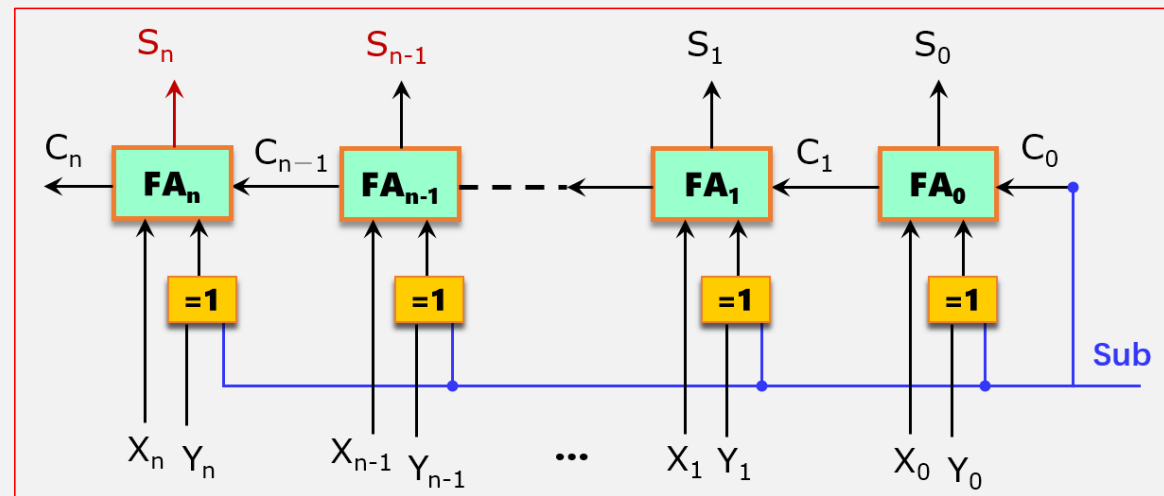 Sₙ Sₙ₋₁ S₁ S₀
Cₙ Cₙ₋₁ C₁ C₀
FAₙ FAₙ₋₁ FA₁ FA₀
=1 =1 =1 =1
Sub
Xₙ Yₙ Xₙ₋₁ Yₙ₋₁ ... X₁ Y₁ X₀ Y₀